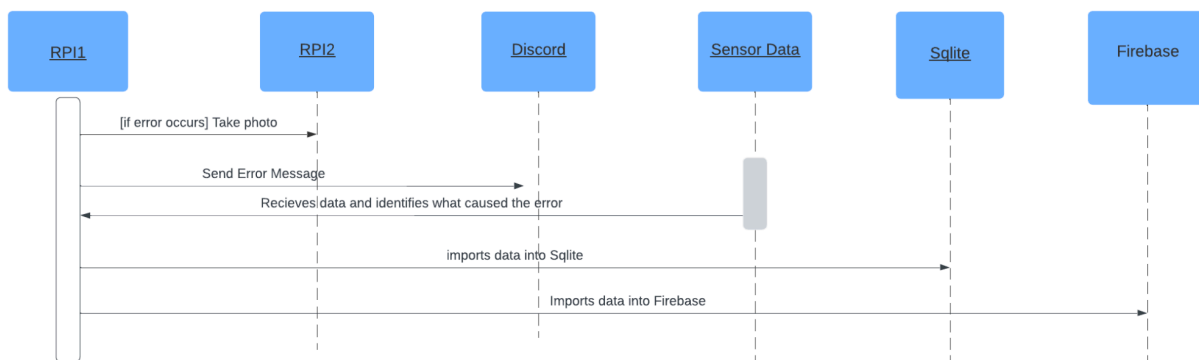 RPI1
RPI2
Discord
Sensor Data
Sqlite
Firebase
[if error occurs] Take photo
Send Error Message
Recieves data and identifies what caused the error
imports data into Sqlite
Imports data into Firebase